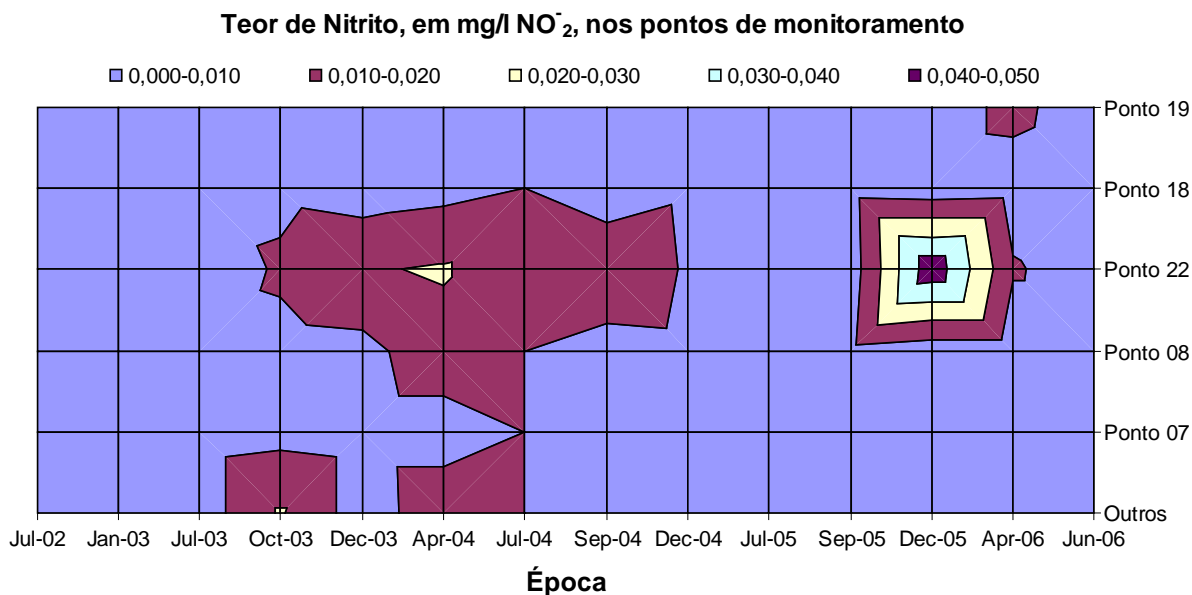 Teor de Nitrito, em mg/l NO⁻₂, nos pontos de monitoramento
0,000-0,010 0,010-0,020 0,020-0,030 0,030-0,040 0,040-0,050
Ponto 19
Ponto 18
Ponto 22
Ponto 08
Ponto 07
Outros
Jul-02 Jan-03 Jul-03 Oct-03 Dec-03 Apr-04 Jul-04 Sep-04 Dec-04 Jul-05 Sep-05 Dec-05 Apr-06 Jun-06
Época